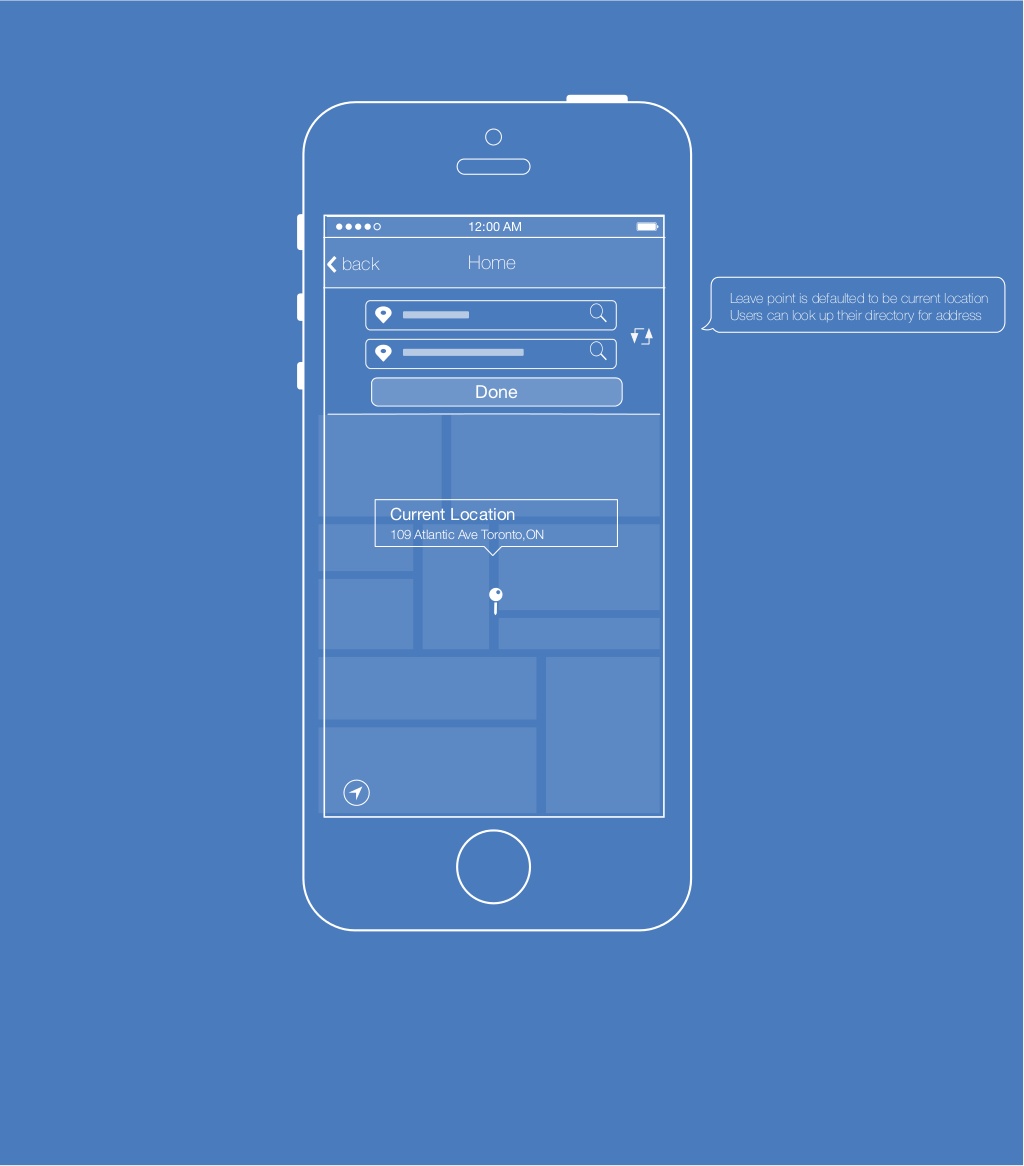 12:00 AM
back
Home
Leave point is defaulted to be current location
Users can look up their directory for address
Done
Current Location
109 Atlantic Ave Toronto,ON